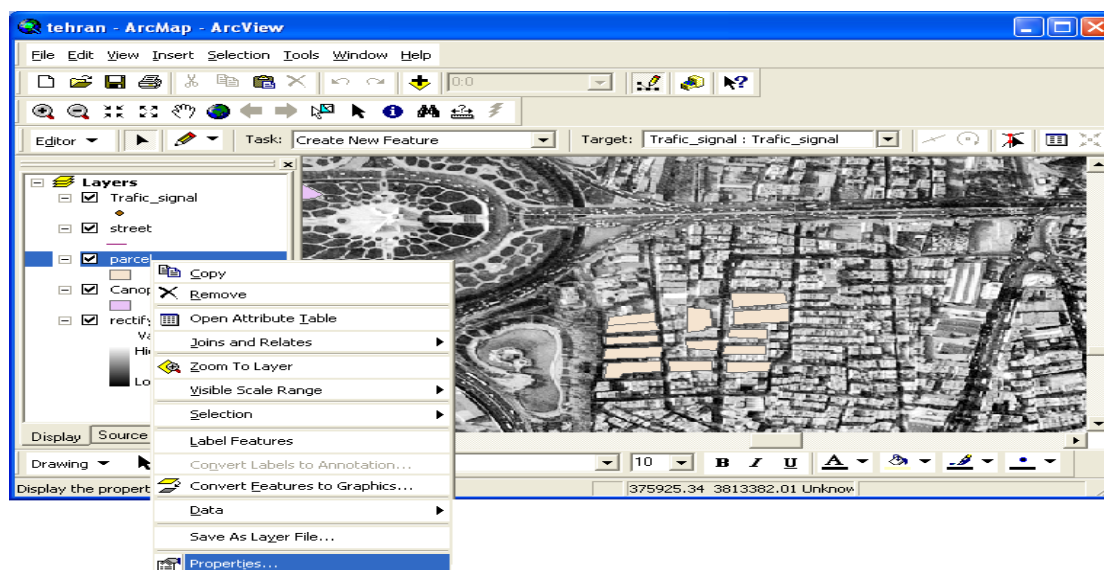 tehran - ArcMap - ArcView
File Edit View Insert Selection Tools Window Help
0:0
Editor Task: Create New Feature Target: Trafic_signal : Trafic_signal
Layers
Trafic_signal
street
parcel
Canop
rectify
Va
Hi
Lo
Copy
Remove
Open Attribute Table
Joins and Relates
Zoom To Layer
Visible Scale Range
Selection
Label Features
Convert Labels to Annotation...
Convert Features to Graphics...
Data
Save As Layer File...
Properties...
Display Source
Drawing 10 B I U A
Display the propert 375925.34 3813382.01 Unknow